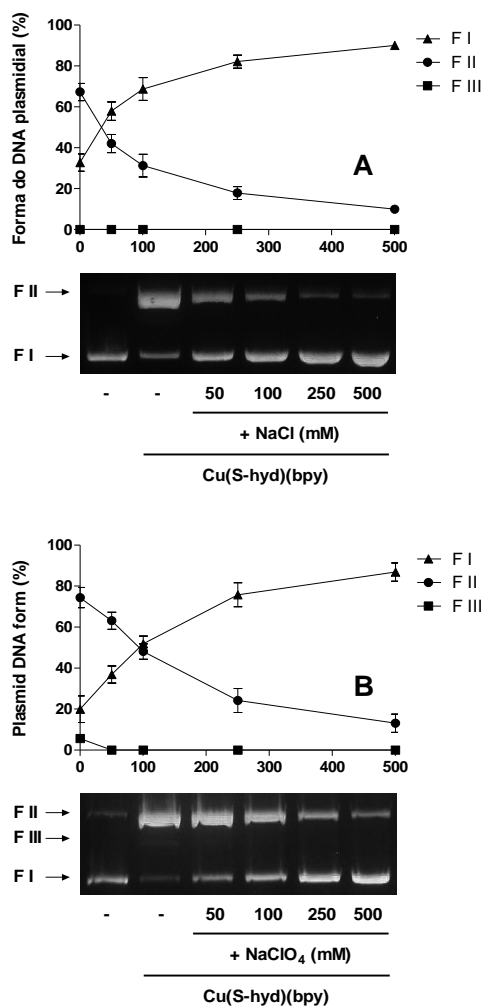 100
80
60
40
20
0
Forma do DNA plasmidial (%)
F I
F II
F III
A
0 100 200 300 400 500
F II
F I
- - 50 100 250 500
+ NaCl (mM)
Cu(S-hyd)(bpy)
100
80
60
40
20
0
Plasmid DNA form (%)
F I
F II
F III
B
0 100 200 300 400 500
F II
F III
F I
- - 50 100 250 500
+ NaClO4 (mM)
Cu(S-hyd)(bpy)